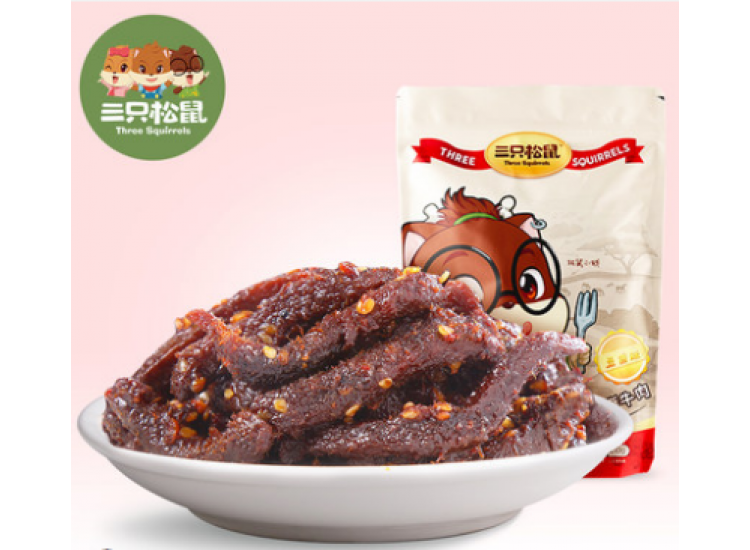 三只松鼠
Three Squirrels
THREE
三只松鼠
Three Squirrels
SQUIRRELS
牛肉